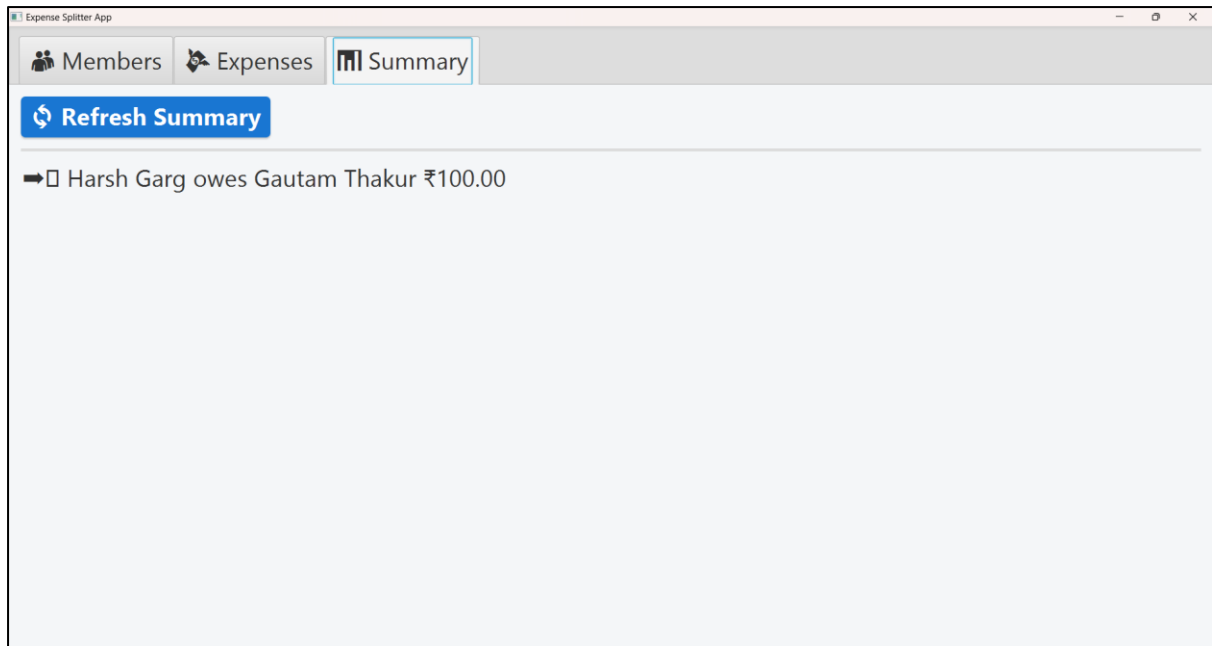 Expense Splitter App
Members Expenses Summary
Refresh Summary
➡▯ Harsh Garg owes Gautam Thakur ₹100.00